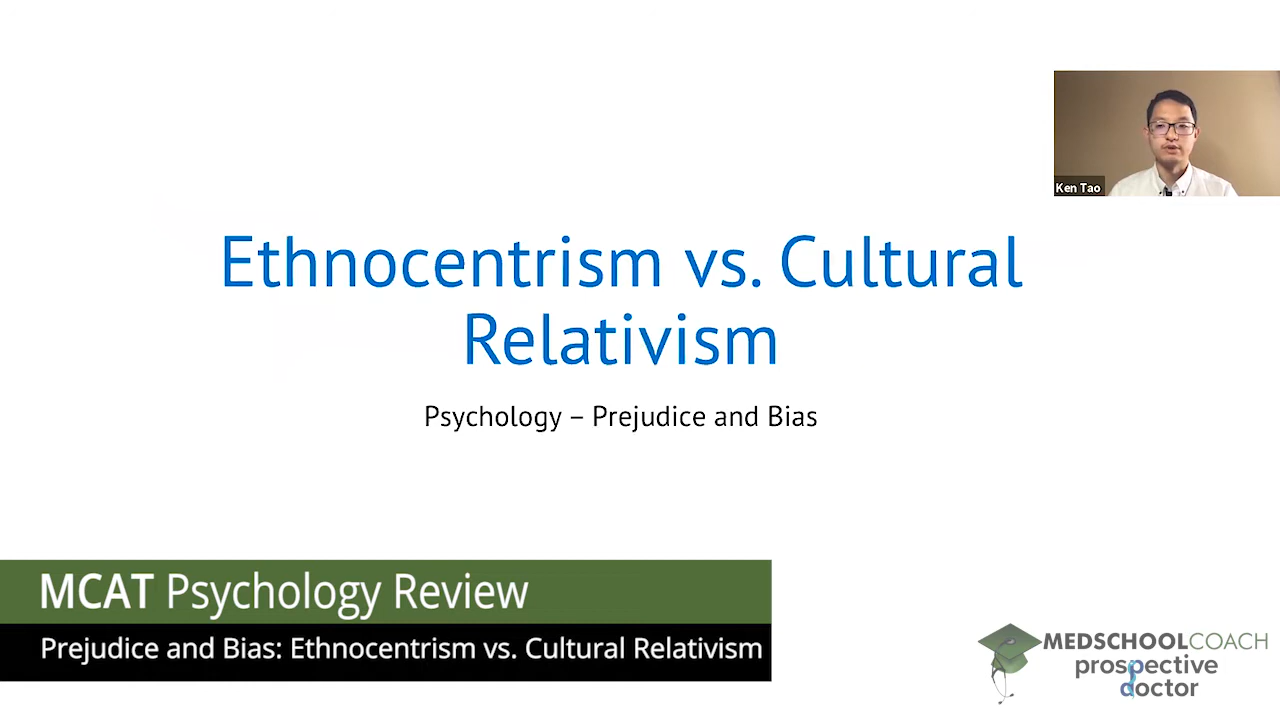 Ken Tao
Ethnocentrism vs. Cultural
Relativism
Psychology – Prejudice and Bias
MCAT Psychology Review
Prejudice and Bias: Ethnocentrism vs. Cultural Relativism
MEDSCHOOLCOACH
prospective
doctor